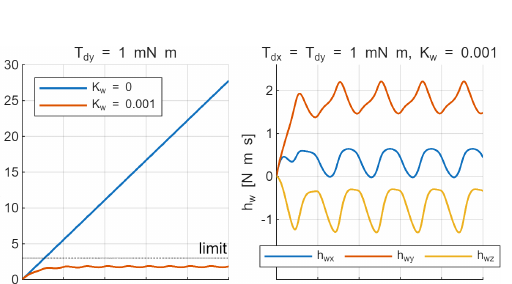 T_dy = 1 mN m
30
25
20
15
10
5
0
K_w = 0
K_w = 0.001
limit
T_dx = T_dy = 1 mN m, K_w = 0.001
h_w [N m s]
2
1
0
-1
h_wx h_wy h_wz